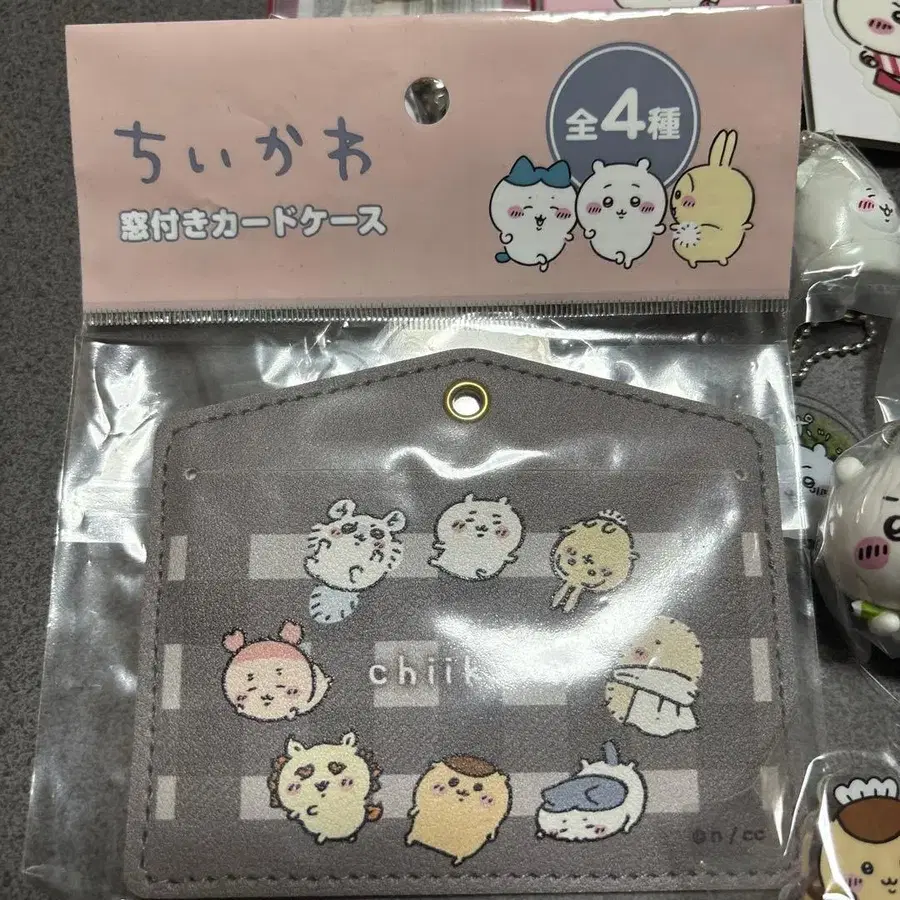 ちいかわ
全4種
窓付きカードケース
chiik
©n/cc